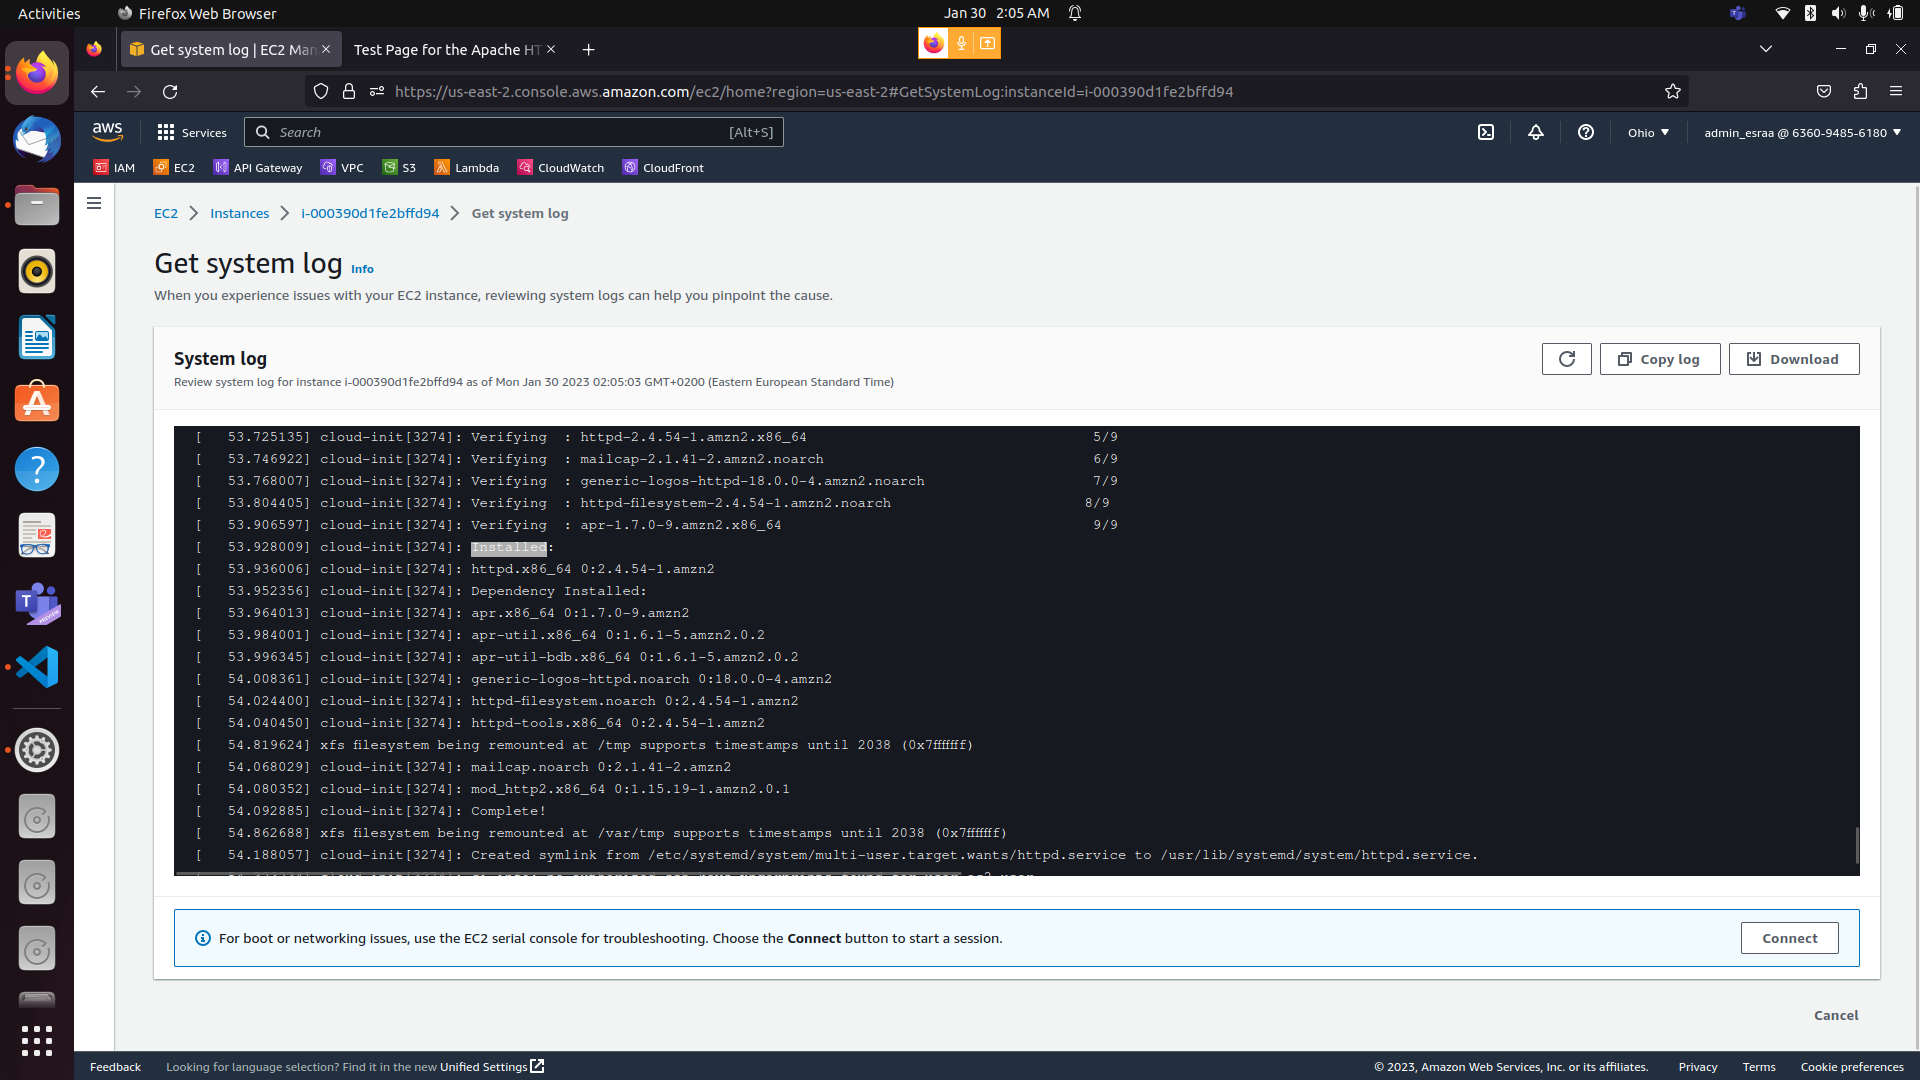 Activities
Firefox Web Browser
Jan 30 2:05 AM
Get system log | EC2 Man
Test Page for the Apache HT
https://us-east-2.console.aws.amazon.com/ec2/home?region=us-east-2#GetSystemLog:instanceId=i-000390d1fe2bffd94
aws
Services
Search
[Alt+S]
Ohio
admin_esraa @ 6360-9485-6180
IAM
EC2
API Gateway
VPC
S3
Lambda
CloudWatch
CloudFront
EC2 > Instances > i-000390d1fe2bffd94 > Get system log
Get system log Info
When you experience issues with your EC2 instance, reviewing system logs can help you pinpoint the cause.
System log
Review system log for instance i-000390d1fe2bffd94 as of Mon Jan 30 2023 02:05:03 GMT+0200 (Eastern European Standard Time)
Copy log
Download
[ 53.725135] cloud-init[3274]: Verifying : httpd-2.4.54-1.amzn2.x86_64 5/9
[ 53.746922] cloud-init[3274]: Verifying : mailcap-2.1.41-2.amzn2.noarch 6/9
[ 53.768007] cloud-init[3274]: Verifying : generic-logos-httpd-18.0.0-4.amzn2.noarch 7/9
[ 53.804405] cloud-init[3274]: Verifying : httpd-filesystem-2.4.54-1.amzn2.noarch 8/9
[ 53.906597] cloud-init[3274]: Verifying : apr-1.7.0-9.amzn2.x86_64 9/9
[ 53.928009] cloud-init[3274]: Installed:
[ 53.936006] cloud-init[3274]: httpd.x86_64 0:2.4.54-1.amzn2
[ 53.952356] cloud-init[3274]: Dependency Installed:
[ 53.964013] cloud-init[3274]: apr.x86_64 0:1.7.0-9.amzn2
[ 53.984001] cloud-init[3274]: apr-util.x86_64 0:1.6.1-5.amzn2.0.2
[ 53.996345] cloud-init[3274]: apr-util-bdb.x86_64 0:1.6.1-5.amzn2.0.2
[ 54.008361] cloud-init[3274]: generic-logos-httpd.noarch 0:18.0.0-4.amzn2
[ 54.024400] cloud-init[3274]: httpd-filesystem.noarch 0:2.4.54-1.amzn2
[ 54.040450] cloud-init[3274]: httpd-tools.x86_64 0:2.4.54-1.amzn2
[ 54.819624] xfs filesystem being remounted at /tmp supports timestamps until 2038 (0x7fffffff)
[ 54.068029] cloud-init[3274]: mailcap.noarch 0:2.1.41-2.amzn2
[ 54.080352] cloud-init[3274]: mod_http2.x86_64 0:1.15.19-1.amzn2.0.1
[ 54.092885] cloud-init[3274]: Complete!
[ 54.862688] xfs filesystem being remounted at /var/tmp supports timestamps until 2038 (0x7fffffff)
[ 54.188057] cloud-init[3274]: Created symlink from /etc/systemd/system/multi-user.target.wants/httpd.service to /usr/lib/systemd/system/httpd.service.
For boot or networking issues, use the EC2 serial console for troubleshooting. Choose the Connect button to start a session.
Connect
Cancel
Feedback
Looking for language selection? Find it in the new Unified Settings
© 2023, Amazon Web Services, Inc. or its affiliates.
Privacy
Terms
Cookie preferences